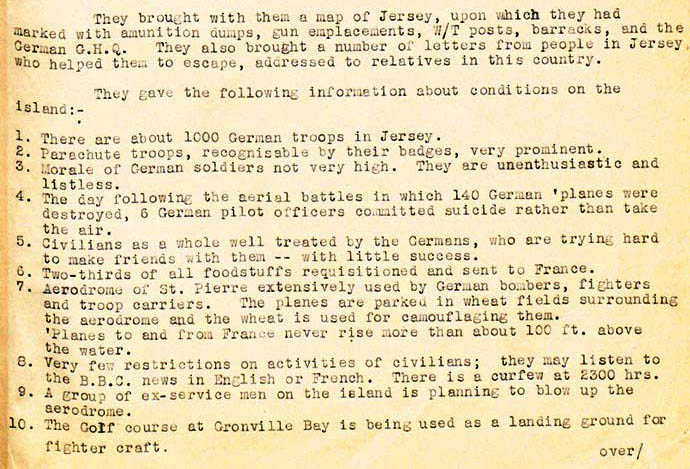 They brought with them a map of Jersey, upon which they had
marked with amunition dumps, gun emplacements, W/T posts, barracks, and the
German G.H.Q. They also brought a number of letters from people in Jersey,
who helped them to escape, addressed to relatives in this country.
They gave the following information about conditions on the
island:-
1. There are about 1000 German troops in Jersey.
2. Parachute troops, recognisable by their badges, very prominent.
3. Morale of German soldiers not very high. They are unenthusiastic and
listless.
4. The day following the aerial battles in which 140 German 'planes were
destroyed, 6 German pilot officers committed suicide rather than take
the air.
5. Civilians as a whole well treated by the Germans, who are trying hard
to make friends with them -- with little success.
6. Two-thirds of all foodstuffs requisitioned and sent to France.
7. Aerodrome of St. Pierre extensively used by German bombers, fighters
and troop carriers. The planes are parked in wheat fields surrounding
the aerodrome and the wheat is used for camouflaging them.
'Planes to and from France never rise more than about 100 ft. above
the water.
8. Very few restrictions on activities of civilians; they may listen to
the B.B.C. news in English or French. There is a curfew at 2300 hrs.
9. A group of ex-service men on the island is planning to blow up the
aerodrome.
10. The Golf course at Gronville Bay is being used as a landing ground for
fighter craft.
over/